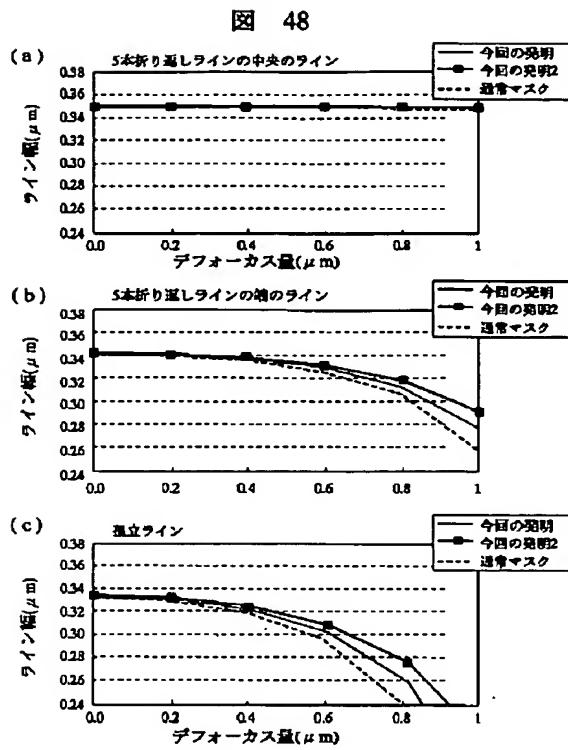 図 48
(a)
5本折り返しラインの中央のライン
今回の発明
今回の発明2
通常マスク
ライン幅(μm)
0.38
0.36
0.34
0.32
0.30
0.28
0.26
0.24
0.0 0.2 0.4 0.6 0.8 1
デフォーカス量(μm)
(b)
5本折り返しラインの端のライン
今回の発明
今回の発明2
通常マスク
ライン幅(μm)
0.38
0.36
0.34
0.32
0.30
0.28
0.26
0.24
0.0 0.2 0.4 0.6 0.8 1
デフォーカス量(μm)
(c)
孤立ライン
今回の発明
今回の発明2
通常マスク
ライン幅(μm)
0.38
0.36
0.34
0.32
0.30
0.28
0.26
0.24
0.0 0.2 0.4 0.6 0.8 1
デフォーカス量(μm)